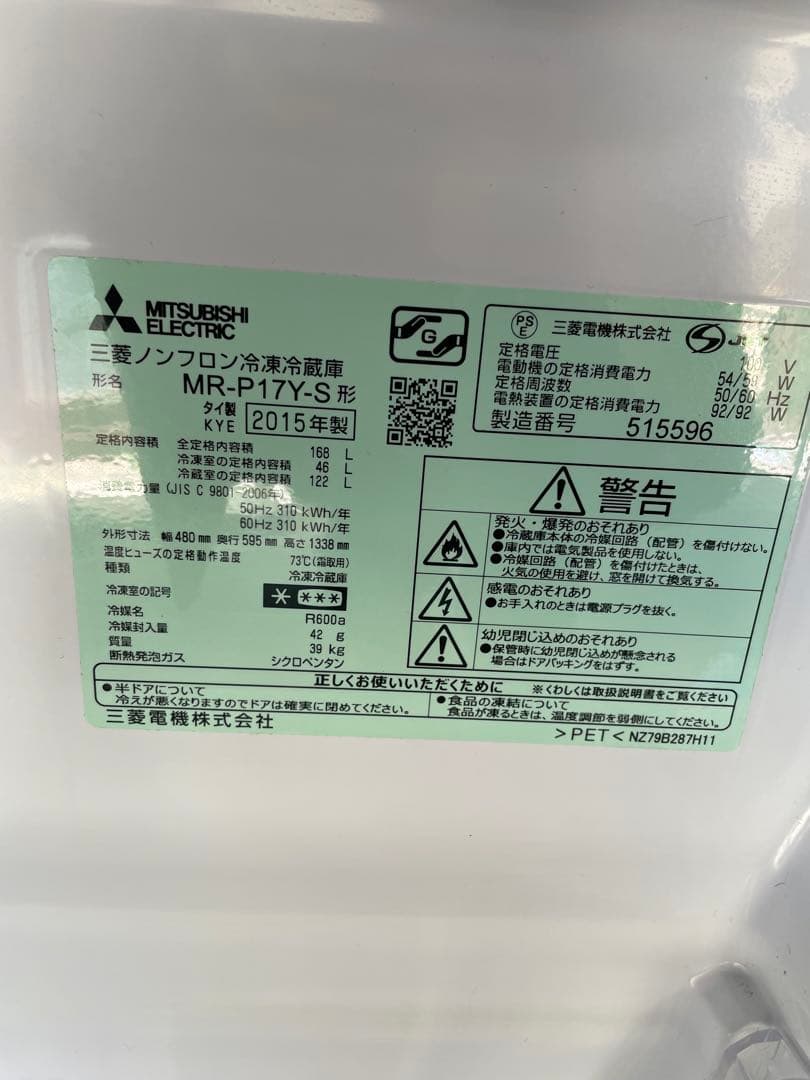 MITSUBISHI
ELECTRIC
三菱ノンフロン冷凍冷蔵庫
形名 MR-P17Y-S 形
タイ製
KYE 2015年製
定格内容積 全定格内容積 168 L
冷凍室の定格内容積 46 L
冷蔵室の定格内容積 122 L
消費電力量 (JIS C 9801-2006年)
50Hz 310 kWh/年
60Hz 310 kWh/年
外形寸法 幅480mm 奥行595mm 高さ1338mm
温度ヒューズの定格動作温度 73℃(霜取用)
種類 冷凍冷蔵庫
冷凍室の記号 * ***
冷媒名 R600a
冷媒封入量 42 g
質量 39 kg
断熱発泡ガス シクロペンタン
G
PS
E
三菱電機株式会社
定格電圧 100 V
電動機の定格消費電力 54/59 W
定格周波数 50/60 Hz
電熱装置の定格消費電力 92/92 W
製造番号 515596
警告
発火・爆発のおそれあり
●冷蔵庫本体の冷媒回路(配管)を傷付けない。
●庫内では電気製品を使用しない。
●冷媒回路(配管)を傷付けたときは、
火気の使用を避け、窓を開けて換気する。
感電のおそれあり
●お手入れのときは電源プラグを抜く。
幼児閉じ込めのおそれあり
●保管時に幼児閉じ込めが懸念される
場合はドアパッキングをはずす。
正しくお使いいただくために ※くわしくは取扱説明書をご覧ください
●半ドアについて
冷えが悪くなりますのでドアは確実に閉めてください。
●食品の凍結について
食品が凍るときは、温度調節を弱側にしてください。
三菱電機株式会社
>PET< NZ79B287H11